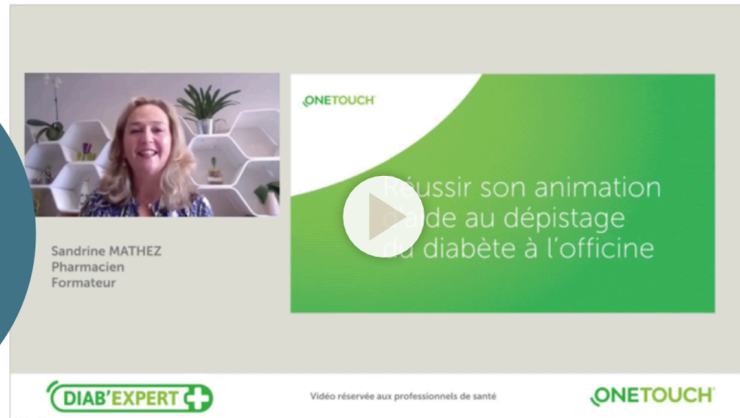 ONETOUCH
Réussir son animation
d'aide au dépistage
du diabète à l'officine
Sandrine MATHEZ
Pharmacien
Formateur
DIAB'EXPERT
Vidéo réservée aux professionnels de santé
ONETOUCH